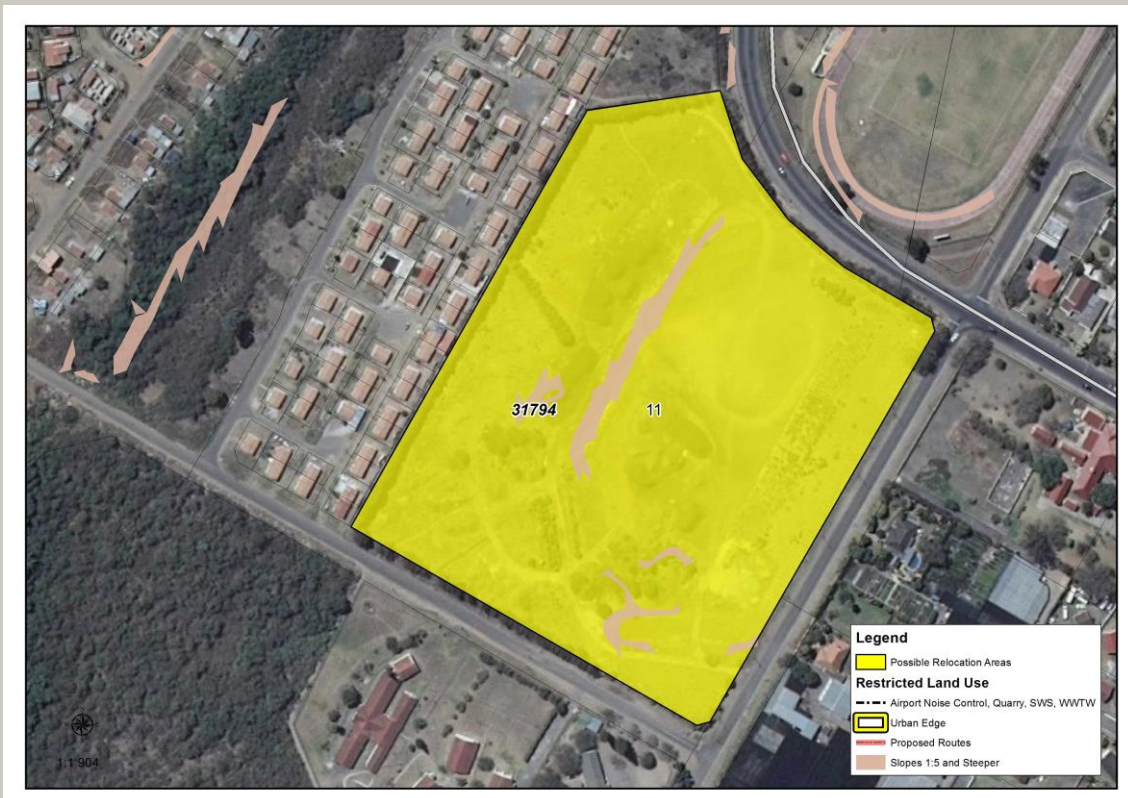 31794
11
1:1 904
Legend
Possible Relocation Areas
Restricted Land Use
Airport Noise Control, Quarry, SWS, WWTW
Urban Edge
Proposed Routes
Slopes 1:5 and Steeper